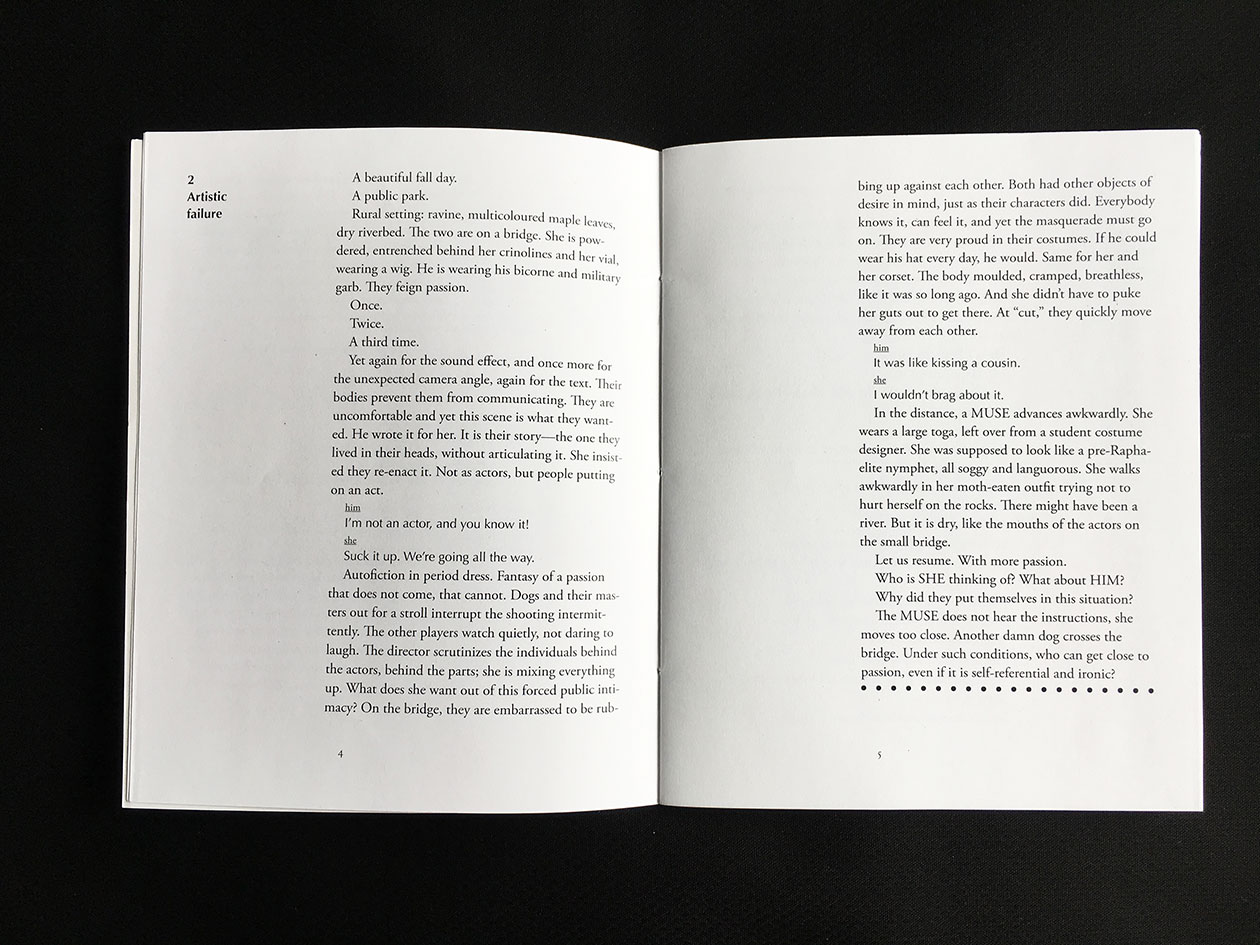 2
Artistic
failure
A beautiful fall day.
A public park.
Rural setting: ravine, multicoloured maple leaves,
dry riverbed. The two are on a bridge. She is pow-
dered, entrenched behind her crinolines and her vial,
wearing a wig. He is wearing his bicorne and military
garb. They feign passion.
Once.
Twice.
A third time.
Yet again for the sound effect, and once more for
the unexpected camera angle, again for the text. Their
bodies prevent them from communicating. They are
uncomfortable and yet this scene is what they want-
ed. He wrote it for her. It is their story—the one they
lived in their heads, without articulating it. She insist-
ed they re-enact it. Not as actors, but people putting
on an act.
him
I'm not an actor, and you know it!
she
Suck it up. We're going all the way.
Autofiction in period dress. Fantasy of a passion
that does not come, that cannot. Dogs and their mas-
ters out for a stroll interrupt the shooting intermit-
tently. The other players watch quietly, not daring to
laugh. The director scrutinizes the individuals behind
the actors, behind the parts; she is mixing everything
up. What does she want out of this forced public inti-
macy? On the bridge, they are embarrassed to be rub-
4
bing up against each other. Both had other objects of
desire in mind, just as their characters did. Everybody
knows it, can feel it, and yet the masquerade must go
on. They are very proud in their costumes. If he could
wear his hat every day, he would. Same for her and
her corset. The body moulded, cramped, breathless,
like it was so long ago. And she didn't have to puke
her guts out to get there. At “cut,” they quickly move
away from each other.
him
It was like kissing a cousin.
she
I wouldn't brag about it.
In the distance, a MUSE advances awkwardly. She
wears a large toga, left over from a student costume
designer. She was supposed to look like a pre-Rapha-
elite nymphet, all soggy and languorous. She walks
awkwardly in her moth-eaten outfit trying not to
hurt herself on the rocks. There might have been a
river. But it is dry, like the mouths of the actors on
the small bridge.
Let us resume. With more passion.
Who is SHE thinking of? What about HIM?
Why did they put themselves in this situation?
The MUSE does not hear the instructions, she
moves too close. Another damn dog crosses the
bridge. Under such conditions, who can get close to
passion, even if it is self-referential and ironic?
5